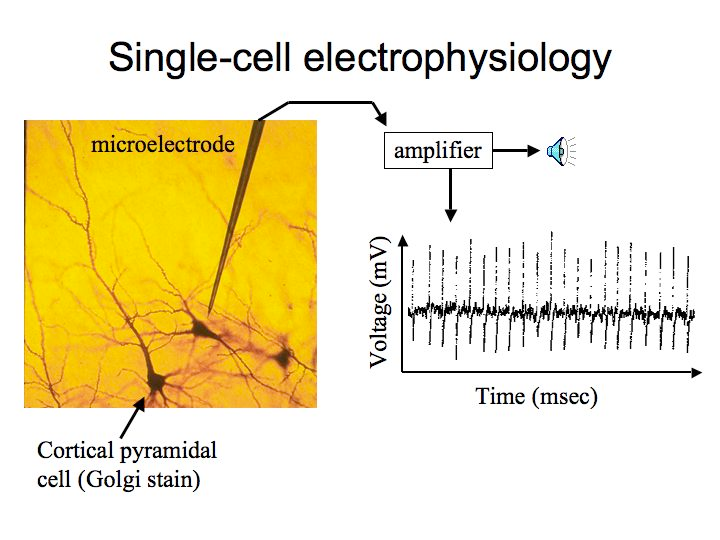 Single-cell electrophysiology
microelectrode
amplifier
Voltage (mV)
Time (msec)
Cortical pyramidal
cell (Golgi stain)